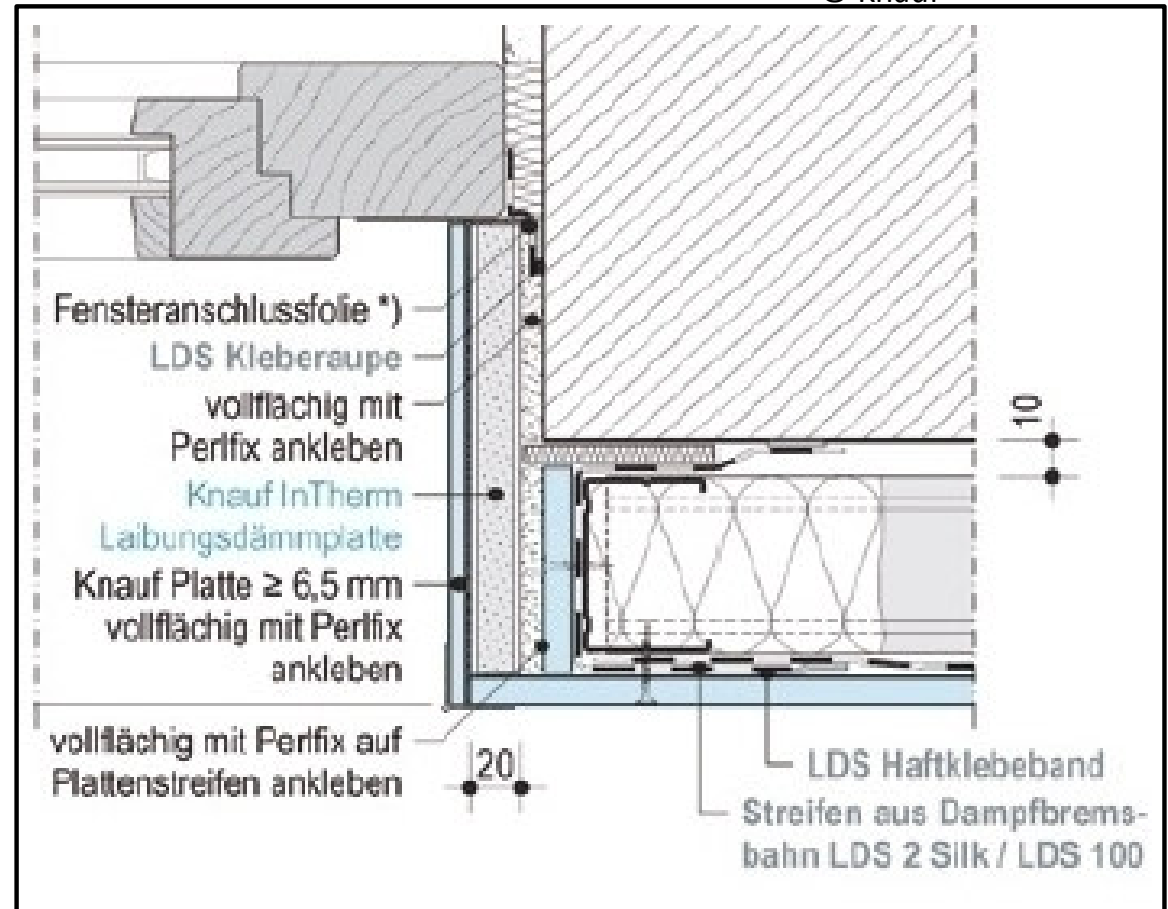 Fensteranschlussfolie *)
LDS Kleberaupe
vollflächig mit
Perlfix ankleben
Knauf InTherm
Laibungsdämmplatte
Knauf Platte ≥ 6,5 mm
vollflächig mit Perlfix
ankleben
vollflächig mit Perlfix auf
Plattenstreifen ankleben
20
10
LDS Haftklebeband
Streifen aus Dampfbrems-
bahn LDS 2 Silk / LDS 100